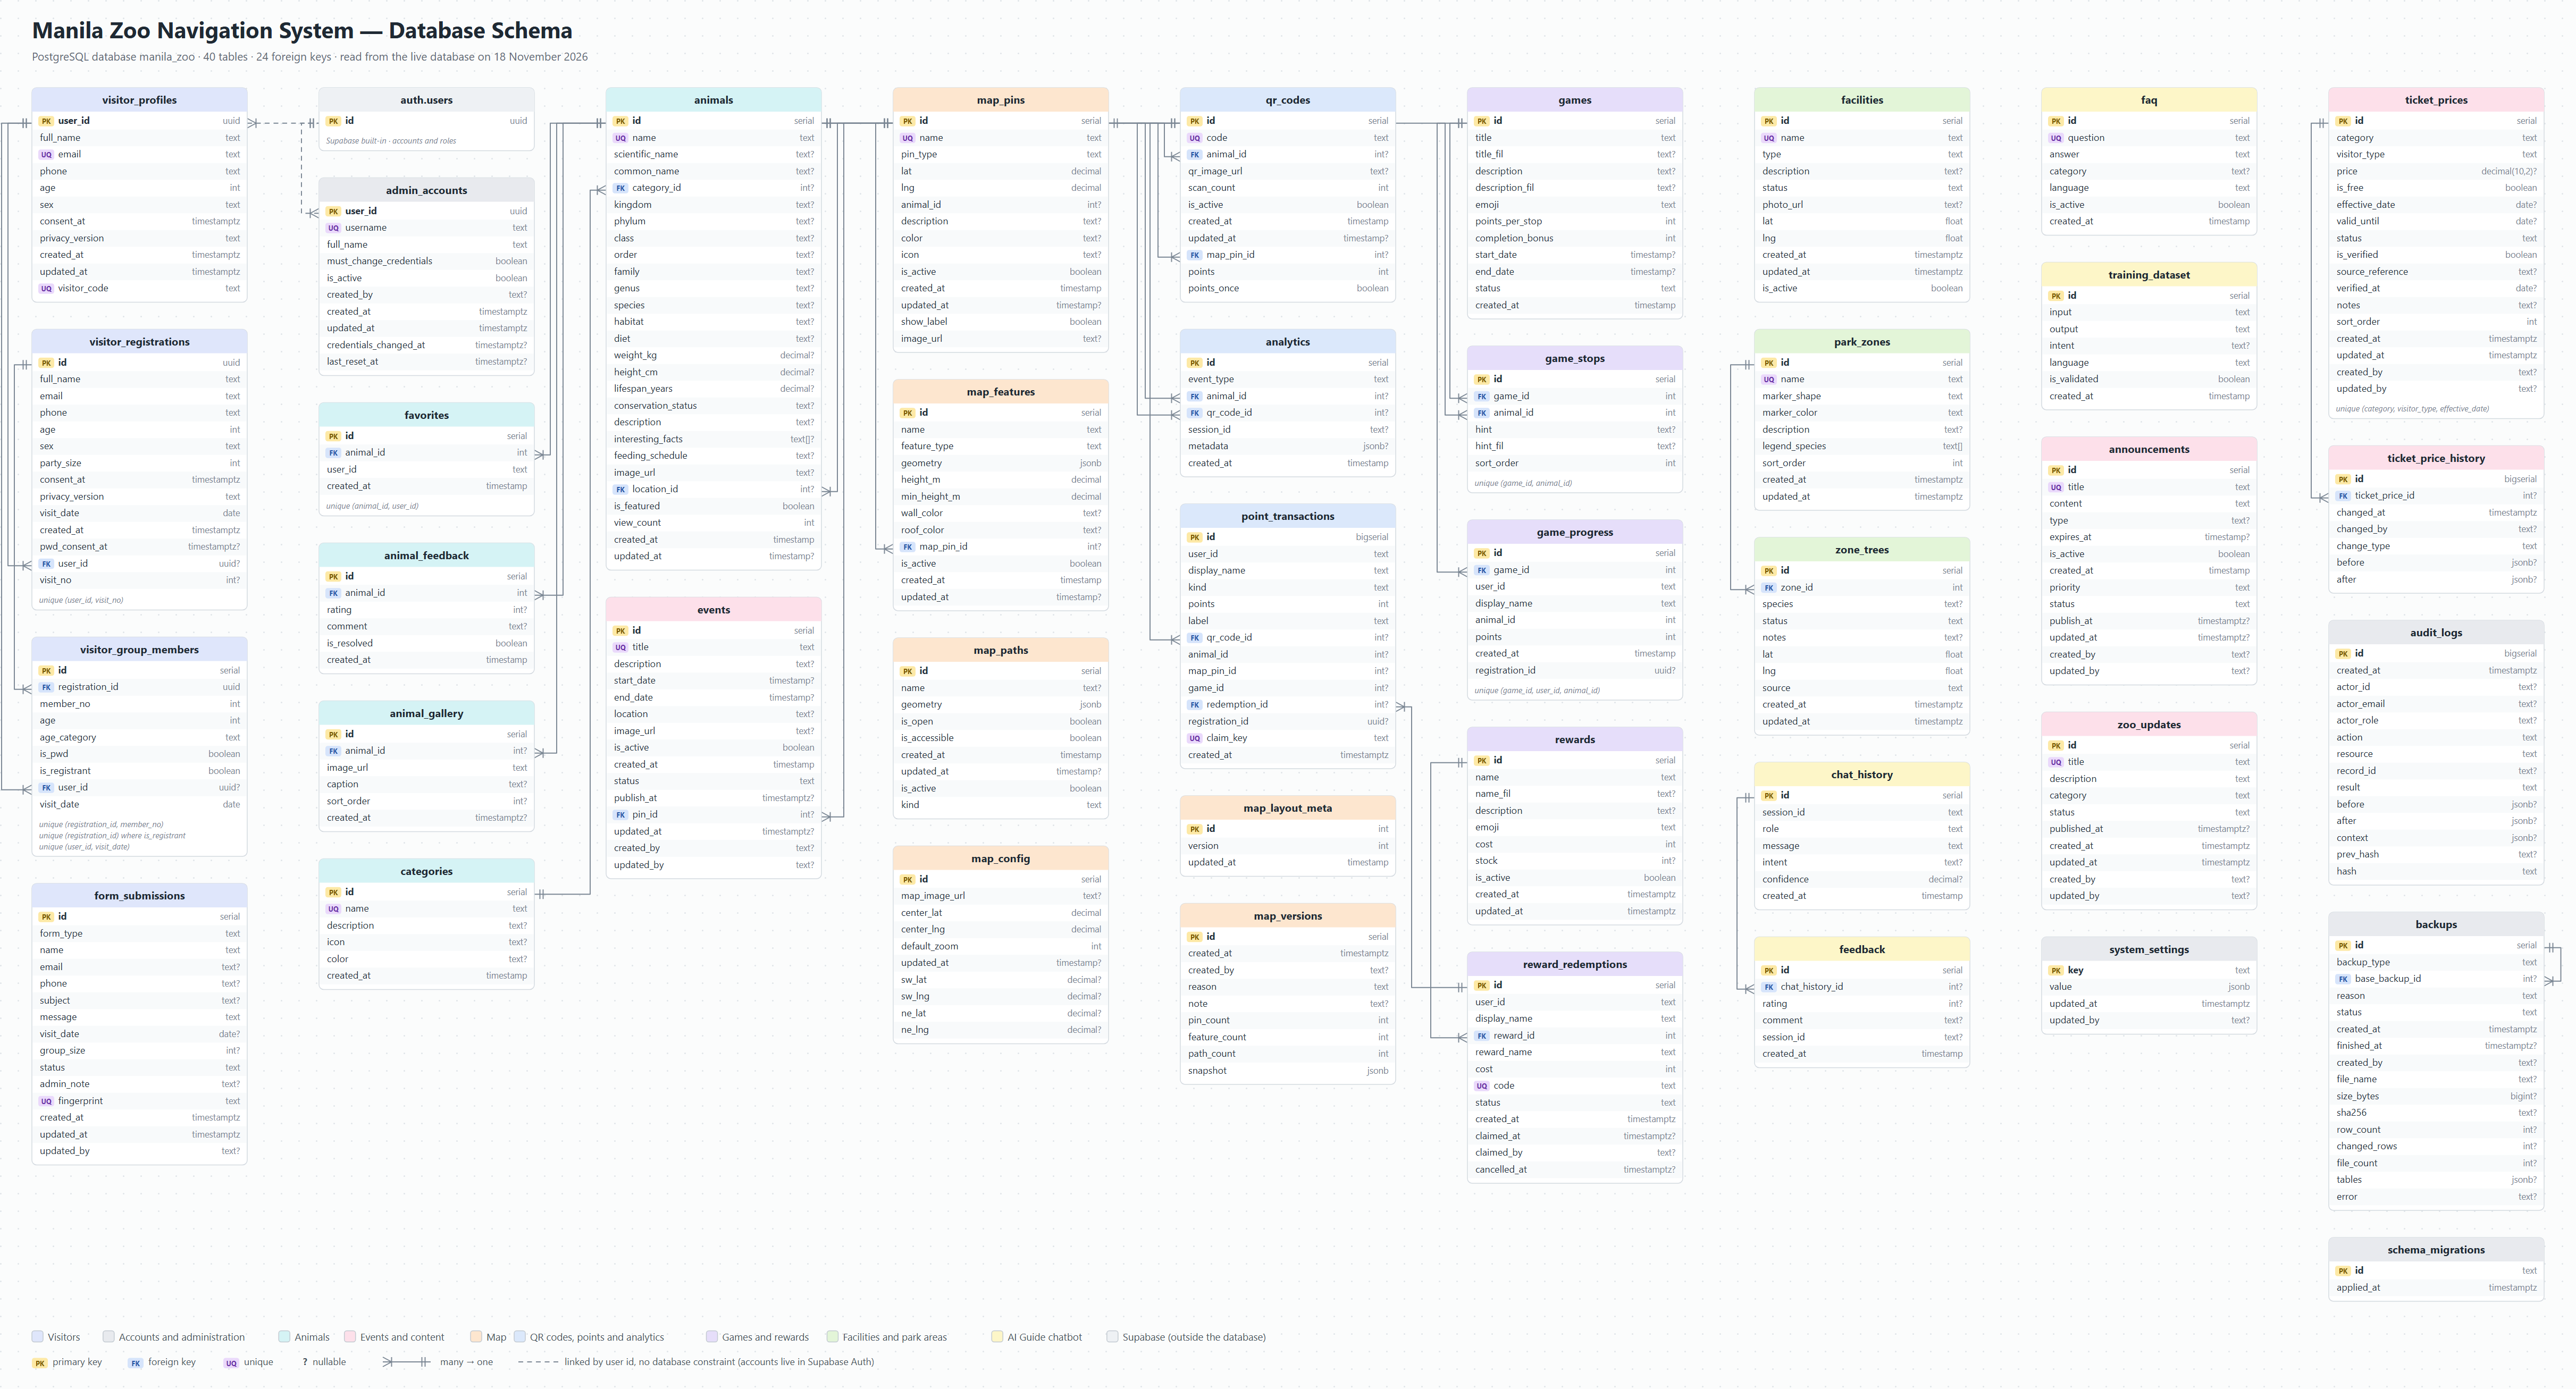 Manila Zoo Navigation System — Database Schema
PostgreSQL database manila_zoo · 40 tables · 24 foreign keys · read from the live database on 18 November 2026
visitor_profiles
PK user_id uuid
full_name text
UQ email text
phone text
age int
sex text
consent_at timestamptz
privacy_version text
created_at timestamptz
updated_at timestamptz
UQ visitor_code text
visitor_registrations
PK id uuid
full_name text
email text
phone text
age int
sex text
party_size int
consent_at timestamptz
privacy_version text
visit_date date
created_at timestamptz
pwd_consent_at timestamptz?
FK user_id uuid?
visit_no int?
unique (user_id, visit_no)
visitor_group_members
PK id serial
FK registration_id uuid
member_no int
age int
age_category text
is_pwd boolean
is_registrant boolean
FK user_id uuid?
visit_date date
unique (registration_id, member_no)
unique (registration_id) where is_registrant
unique (user_id, visit_date)
form_submissions
PK id serial
form_type text
name text
email text?
phone text?
subject text?
message text
visit_date date?
group_size int?
status text
admin_note text?
UQ fingerprint text
created_at timestamptz
updated_at timestamptz
updated_by text?
auth.users
PK id uuid
Supabase built-in · accounts and roles
admin_accounts
PK user_id uuid
UQ username text
full_name text
must_change_credentials boolean
is_active boolean
created_by text?
created_at timestamptz
updated_at timestamptz
credentials_changed_at timestamptz?
last_reset_at timestamptz?
favorites
PK id serial
FK animal_id int
user_id text
created_at timestamp
unique (animal_id, user_id)
animal_feedback
PK id serial
FK animal_id int
rating int?
comment text?
is_resolved boolean
created_at timestamp
animal_gallery
PK id serial
FK animal_id int?
image_url text
caption text?
sort_order int?
created_at timestamptz?
categories
PK id serial
UQ name text
description text?
icon text?
color text?
created_at timestamp
animals
PK id serial
UQ name text
scientific_name text?
common_name text?
FK category_id int?
kingdom text?
phylum text?
class text?
order text?
family text?
genus text?
species text?
habitat text?
diet text?
weight_kg decimal?
height_cm decimal?
lifespan_years decimal?
conservation_status text?
description text?
interesting_facts text[]?
feeding_schedule text?
image_url text?
FK location_id int?
is_featured boolean
view_count int
created_at timestamp
updated_at timestamp?
events
PK id serial
UQ title text
description text?
start_date timestamp?
end_date timestamp?
location text?
image_url text?
is_active boolean
created_at timestamp
status text
publish_at timestamptz?
FK pin_id int?
updated_at timestamptz?
created_by text?
updated_by text?
map_pins
PK id serial
UQ name text
pin_type text
lat decimal
lng decimal
animal_id int?
description text?
color text?
icon text?
is_active boolean
created_at timestamp
updated_at timestamp?
show_label boolean
image_url text?
map_features
PK id serial
name text
feature_type text
geometry jsonb
height_m decimal
min_height_m decimal
wall_color text?
roof_color text?
FK map_pin_id int?
is_active boolean
created_at timestamp
updated_at timestamp?
map_paths
PK id serial
name text?
geometry jsonb
is_open boolean
is_accessible boolean
created_at timestamp
updated_at timestamp?
is_active boolean
kind text
map_config
PK id serial
map_image_url text?
center_lat decimal
center_lng decimal
default_zoom int
updated_at timestamp?
sw_lat decimal?
sw_lng decimal?
ne_lat decimal?
ne_lng decimal?
qr_codes
PK id serial
UQ code text
FK animal_id int?
qr_image_url text?
scan_count int
is_active boolean
created_at timestamp
updated_at timestamp?
FK map_pin_id int?
points int
points_once boolean
analytics
PK id serial
event_type text
FK animal_id int?
FK qr_code_id int?
session_id text?
metadata jsonb?
created_at timestamp
point_transactions
PK id bigserial
user_id text
display_name text
kind text
points int
label text
FK qr_code_id int?
animal_id int?
map_pin_id int?
game_id int?
FK redemption_id int?
registration_id uuid?
UQ claim_key text
created_at timestamptz
map_layout_meta
PK id int
version int
updated_at timestamp
map_versions
PK id serial
created_at timestamptz
created_by text?
reason text
note text?
pin_count int
feature_count int
path_count int
snapshot jsonb
games
PK id serial
title text
title_fil text?
description text?
description_fil text?
emoji text
points_per_stop int
completion_bonus int
start_date timestamp?
end_date timestamp?
status text
created_at timestamp
game_stops
PK id serial
FK game_id int
FK animal_id int
hint text?
hint_fil text?
sort_order int
unique (game_id, animal_id)
game_progress
PK id serial
FK game_id int
user_id text
display_name text
animal_id int
points int
created_at timestamp
registration_id uuid?
unique (game_id, user_id, animal_id)
rewards
PK id serial
name text
name_fil text?
description text?
emoji text
cost int
stock int?
is_active boolean
created_at timestamptz
updated_at timestamptz
reward_redemptions
PK id serial
user_id text
display_name text
FK reward_id int
reward_name text
cost int
UQ code text
status text
created_at timestamptz
claimed_at timestamptz?
claimed_by text?
cancelled_at timestamptz?
facilities
PK id serial
UQ name text
type text
description text?
status text
photo_url text?
lat float
lng float
created_at timestamptz
updated_at timestamptz
is_active boolean
park_zones
PK id serial
UQ name text
marker_shape text
marker_color text
description text?
legend_species text[]
sort_order int
created_at timestamptz
updated_at timestamptz
zone_trees
PK id serial
FK zone_id int
species text?
status text
notes text?
lat float
lng float
source text
created_at timestamptz
updated_at timestamptz
chat_history
PK id serial
session_id text
role text
message text
intent text?
confidence decimal?
created_at timestamp
feedback
PK id serial
FK chat_history_id int?
rating int?
comment text?
session_id text?
created_at timestamp
faq
PK id serial
UQ question text
answer text
category text?
language text
is_active boolean
created_at timestamp
training_dataset
PK id serial
input text
output text
intent text?
language text
is_validated boolean
created_at timestamp
announcements
PK id serial
UQ title text
content text
type text?
expires_at timestamp?
is_active boolean
created_at timestamp
priority text
status text
publish_at timestamptz?
updated_at timestamptz?
created_by text?
updated_by text?
zoo_updates
PK id serial
UQ title text
description text
category text
status text
published_at timestamptz?
created_at timestamptz
updated_at timestamptz
created_by text?
updated_by text?
system_settings
PK key text
value jsonb
updated_at timestamptz
updated_by text?
ticket_prices
PK id serial
category text
visitor_type text
price decimal(10,2)?
is_free boolean
effective_date date?
valid_until date?
status text
is_verified boolean
source_reference text?
verified_at date?
notes text?
sort_order int
created_at timestamptz
updated_at timestamptz
created_by text?
updated_by text?
unique (category, visitor_type, effective_date)
ticket_price_history
PK id bigserial
FK ticket_price_id int?
changed_at timestamptz
changed_by text?
change_type text
before jsonb?
after jsonb?
audit_logs
PK id bigserial
created_at timestamptz
actor_id text?
actor_email text?
actor_role text?
action text
resource text
record_id text?
result text
before jsonb?
after jsonb?
context jsonb?
prev_hash text?
hash text
backups
PK id serial
backup_type text
FK base_backup_id int?
reason text
status text
created_at timestamptz
finished_at timestamptz?
created_by text?
file_name text?
size_bytes bigint?
sha256 text?
row_count int?
changed_rows int?
file_count int?
tables jsonb?
error text?
schema_migrations
PK id text
applied_at timestamptz
Visitors Accounts and administration Animals Events and content Map QR codes, points and analytics Games and rewards Facilities and park areas AI Guide chatbot Supabase (outside the database)
PK primary key FK foreign key UQ unique ? nullable many → one linked by user id, no database constraint (accounts live in Supabase Auth)